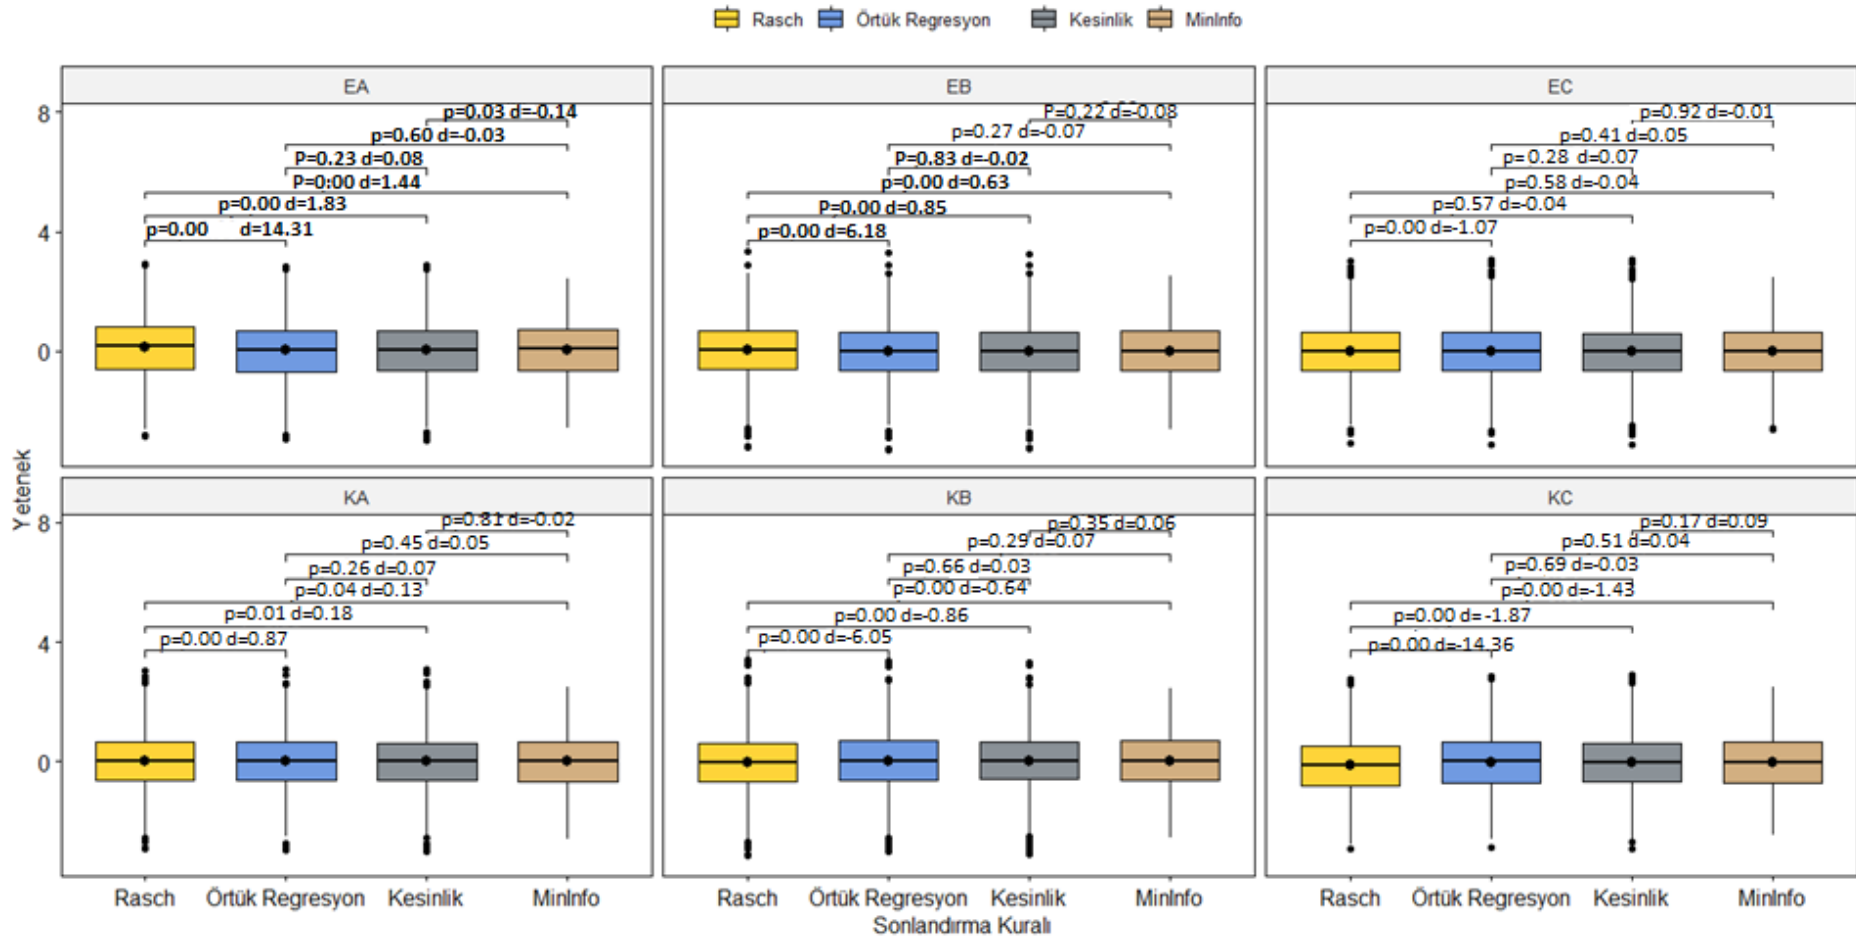 Rasch Örtük Regresyon Kesinlik MinInfo
EA
p=0.03 d=-0.14
p=0.60 d=-0.03
P=0.23 d=0.08
P=0:00 d=1.44
p=0.00 d=1.83
p=0.00 d=14.31
EB
P=0.22 d=-0.08
p=0.27 d=-0.07
P=0.83 d=-0.02
p=0.00 d=0.63
P=0.00 d=0.85
p=0.00 d=6.18
EC
p=0.92 d=-0.01
p=0.41 d=0.05
p= 0.28 d=0.07
p=0.58 d=-0.04
p=0.57 d=-0.04
p=0.00 d=-1.07
8
4
0
Yetenek
KA
p=0.81 d=-0.02
p=0.45 d=0.05
p=0.26 d=0.07
p=0.04 d=0.13
p=0.01 d=0.18
p=0.00 d=0.87
KB
p=0.35 d=0.06
p=0.29 d=0.07
p=0.66 d=0.03
p=0.00 d=-0.64
p=0.00 d=-0.86
p=0.00 d=-6.05
KC
p=0.17 d=0.09
p=0.51 d=0.04
p=0.69 d=-0.03
p=0.00 d=-1.43
p=0.00 d= -1.87
p=0.00 d=-14.36
8
4
0
Rasch Örtük Regresyon Kesinlik MinInfo
Rasch Örtük Regresyon Kesinlik MinInfo
Rasch Örtük Regresyon Kesinlik MinInfo
Sonlandırma Kuralı